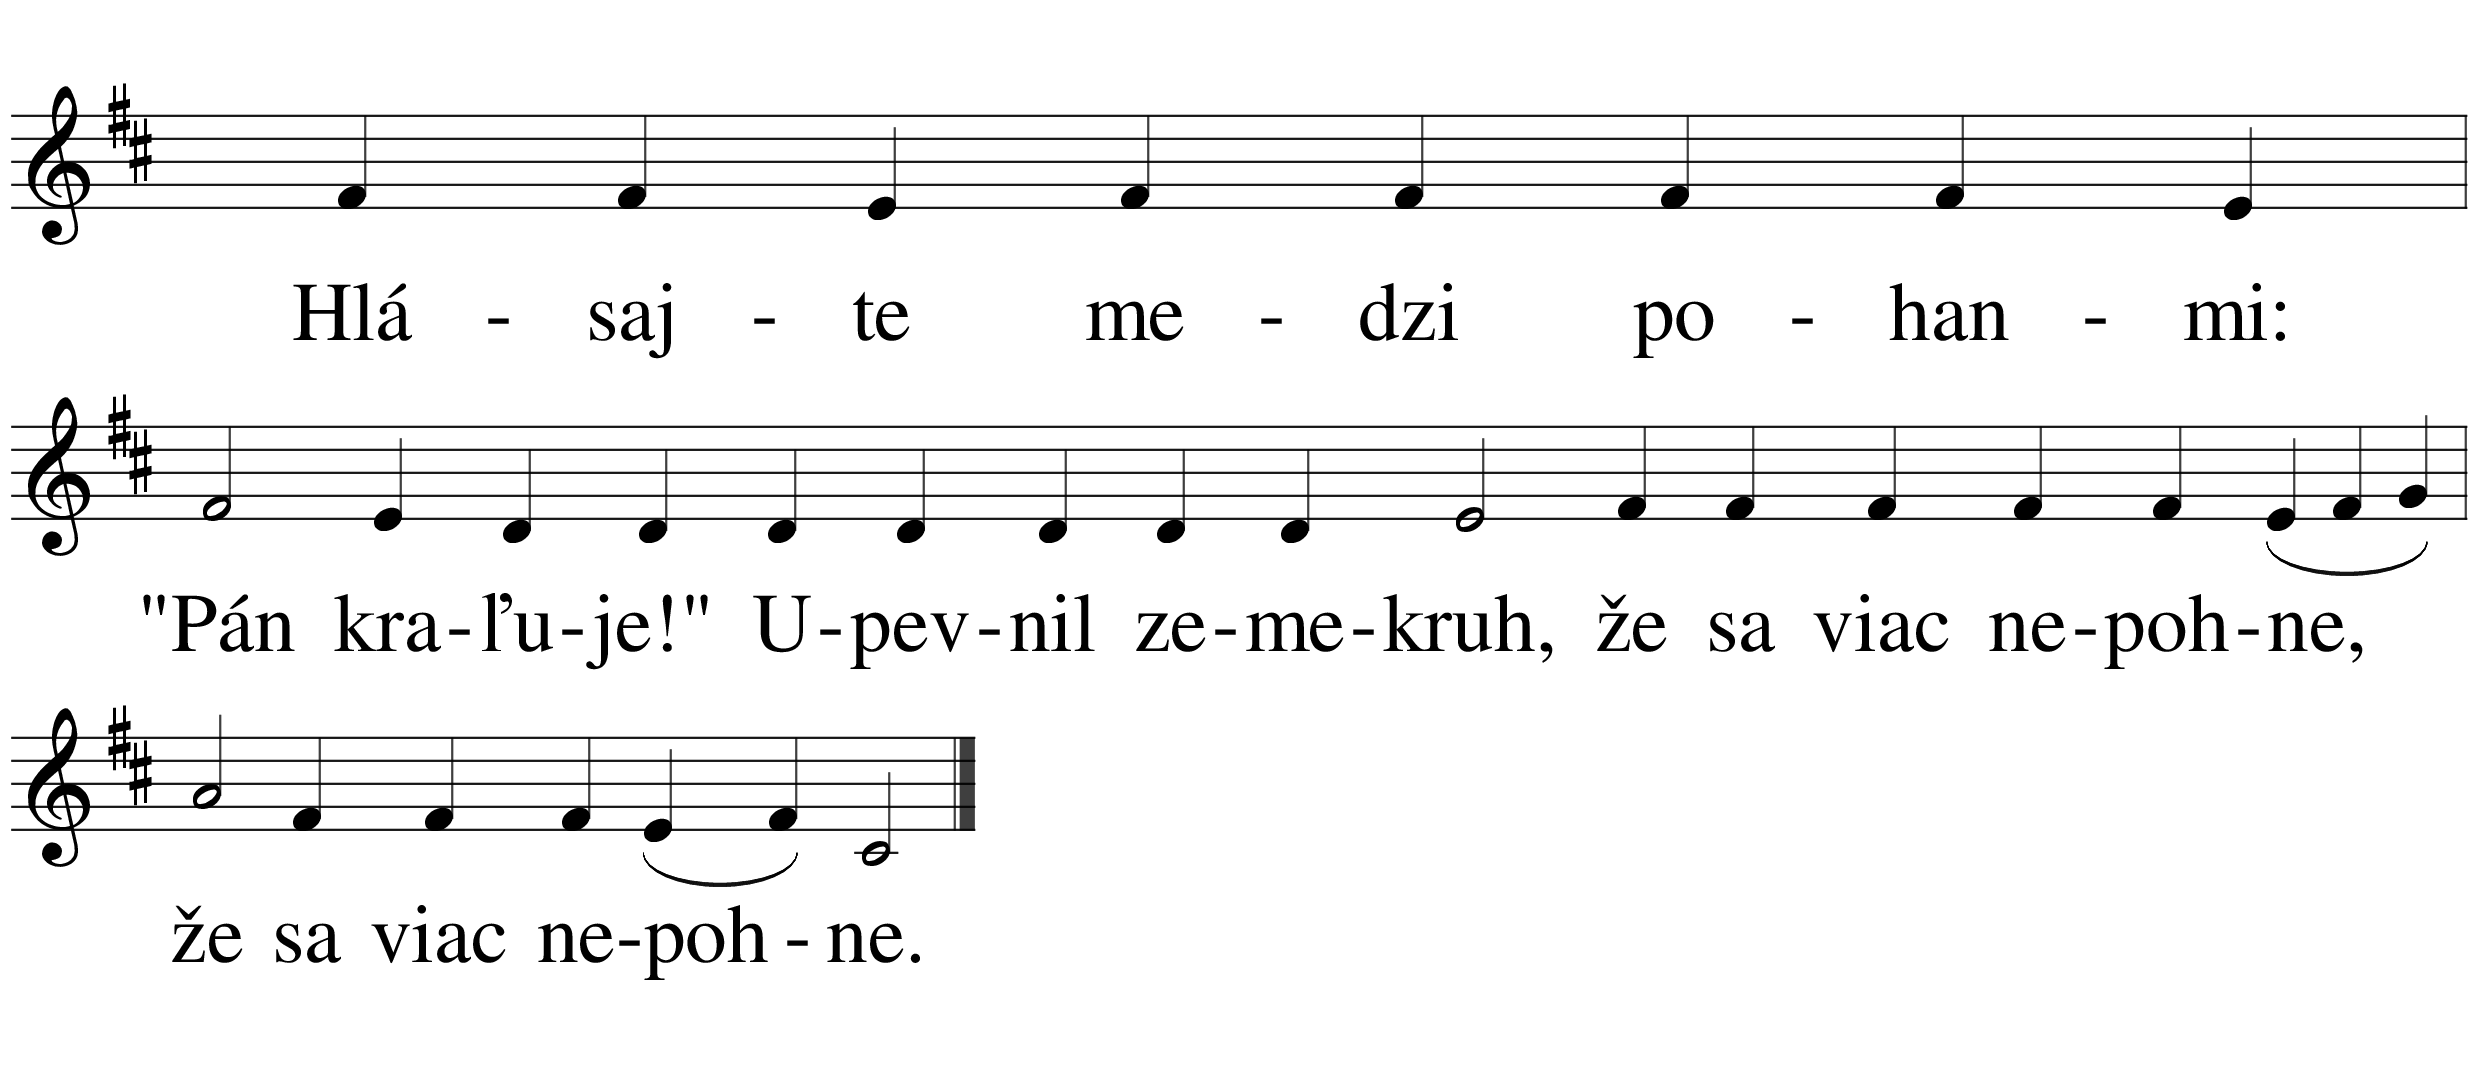 Hlá - saj - te me - dzi po - han - mi:
"Pán kra-ľu-je!" U-pev-nil ze-me-kruh, že sa viac ne-poh-ne,
že sa viac ne-poh - ne.